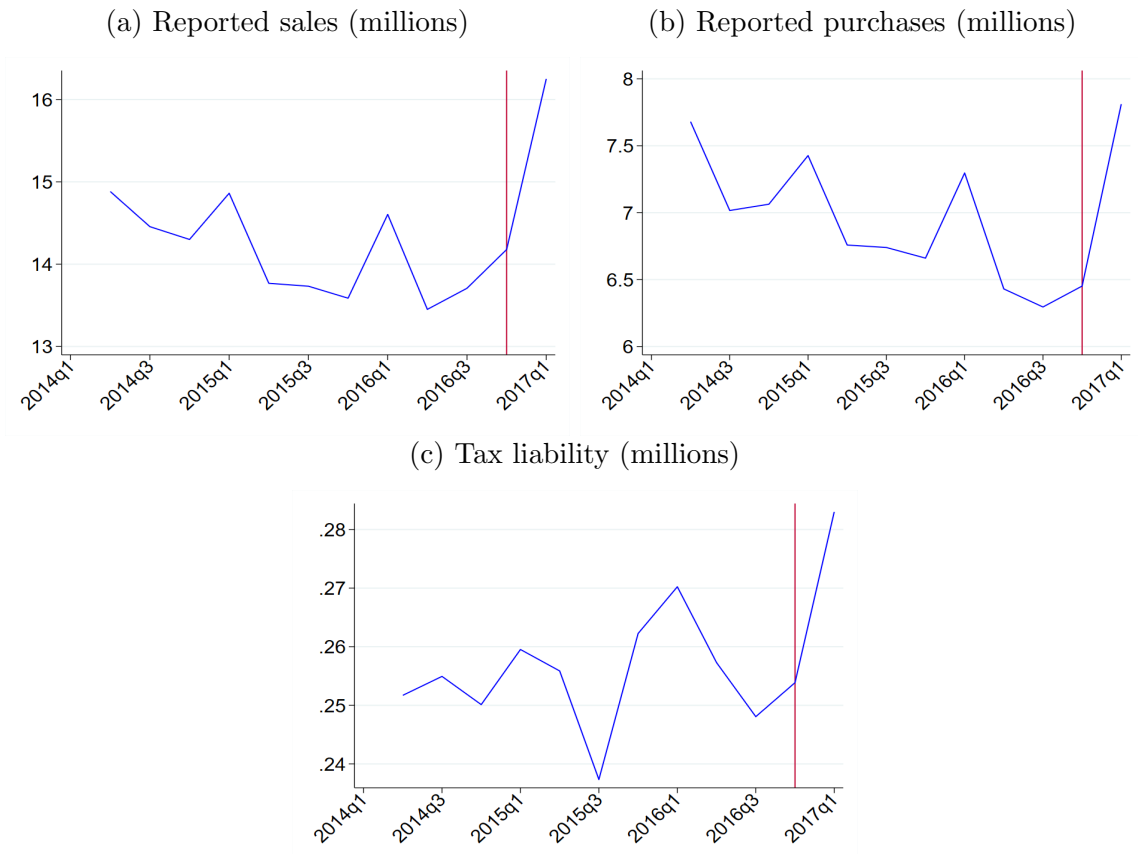 (a) Reported sales (millions)
16
15
14
13
2014q1
2014q3
2015q1
2015q3
2016q1
2016q3
2017q1
(b) Reported purchases (millions)
8
7.5
7
6.5
6
2014q1
2014q3
2015q1
2015q3
2016q1
2016q3
2017q1
(c) Tax liability (millions)
.28
.27
.26
.25
.24
2014q1
2014q3
2015q1
2015q3
2016q1
2016q3
2017q1